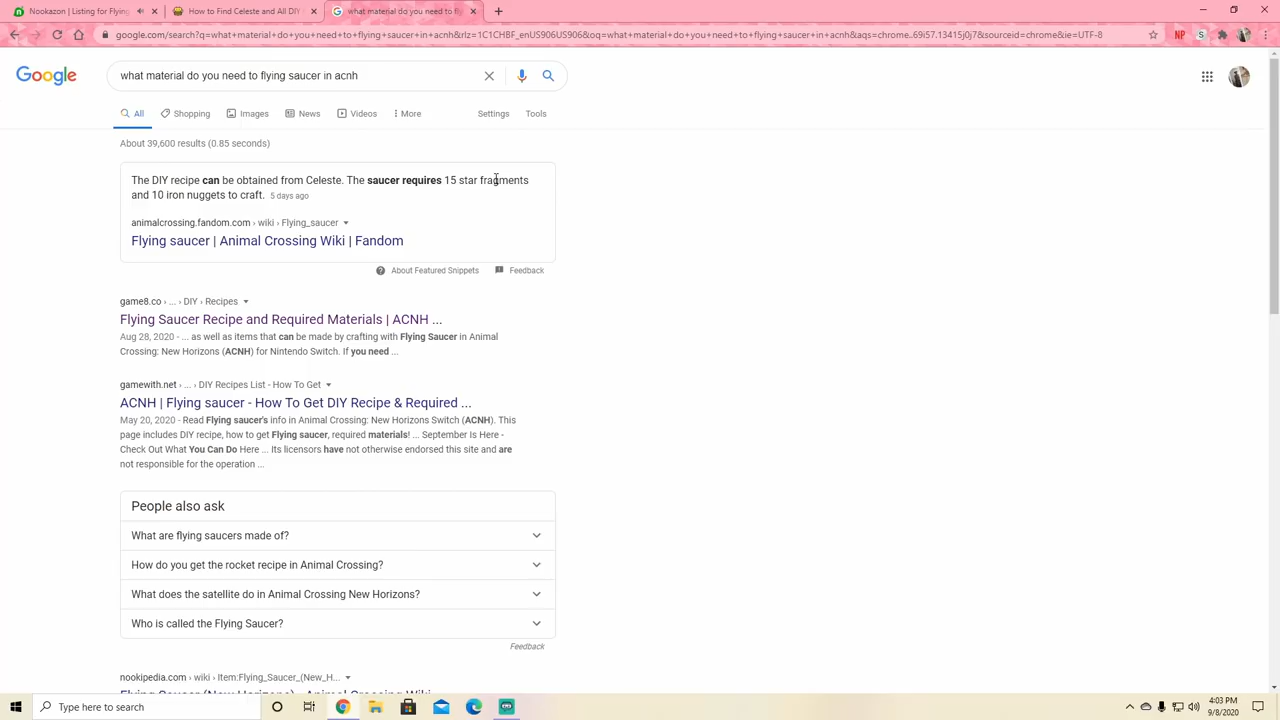 Nookazon | Listing for Flyin
How to Find Celeste and All DIY
what material do you need to fly
google.com/search?q=what+material+do+you+need+to+flying+saucer+in+acnh&rlz=1C1CHBF_enUS906US906&oq=what+material+do+you+need+to+flying+saucer+in+acnh&aqs=chrome..69i57.13415j0j7&sourceid=chrome&ie=UTF-8
NP
Google
what material do you need to flying saucer in acnh
All Shopping Images News Videos More Settings Tools
About 39,600 results (0.85 seconds)
The DIY recipe can be obtained from Celeste. The saucer requires 15 star fragments
and 10 iron nuggets to craft. 5 days ago
animalcrossing.fandom.com › wiki › Flying_saucer
Flying saucer | Animal Crossing Wiki | Fandom
About Featured Snippets Feedback
game8.co › ... › DIY › Recipes
Flying Saucer Recipe and Required Materials | ACNH ...
Aug 28, 2020 - ... as well as items that can be made by crafting with Flying Saucer in Animal
Crossing: New Horizons (ACNH) for Nintendo Switch. If you need ...
gamewith.net › ... › DIY Recipes List - How To Get
ACNH | Flying saucer - How To Get DIY Recipe & Required ...
May 20, 2020 - Read Flying saucer's info in Animal Crossing: New Horizons Switch (ACNH). This
page includes DIY recipe, how to get Flying saucer, required materials! ... September Is Here -
Check Out What You Can Do Here ... Its licensors have not otherwise endorsed this site and are
not responsible for the operation ...
People also ask
What are flying saucers made of?
How do you get the rocket recipe in Animal Crossing?
What does the satellite do in Animal Crossing New Horizons?
Who is called the Flying Saucer?
Feedback
nookipedia.com › wiki › Item:Flying_Saucer_(New_H...
Flying Saucer (New Horizons) - Animal Crossing Wiki
Type here to search
4:03 PM
9/8/2020